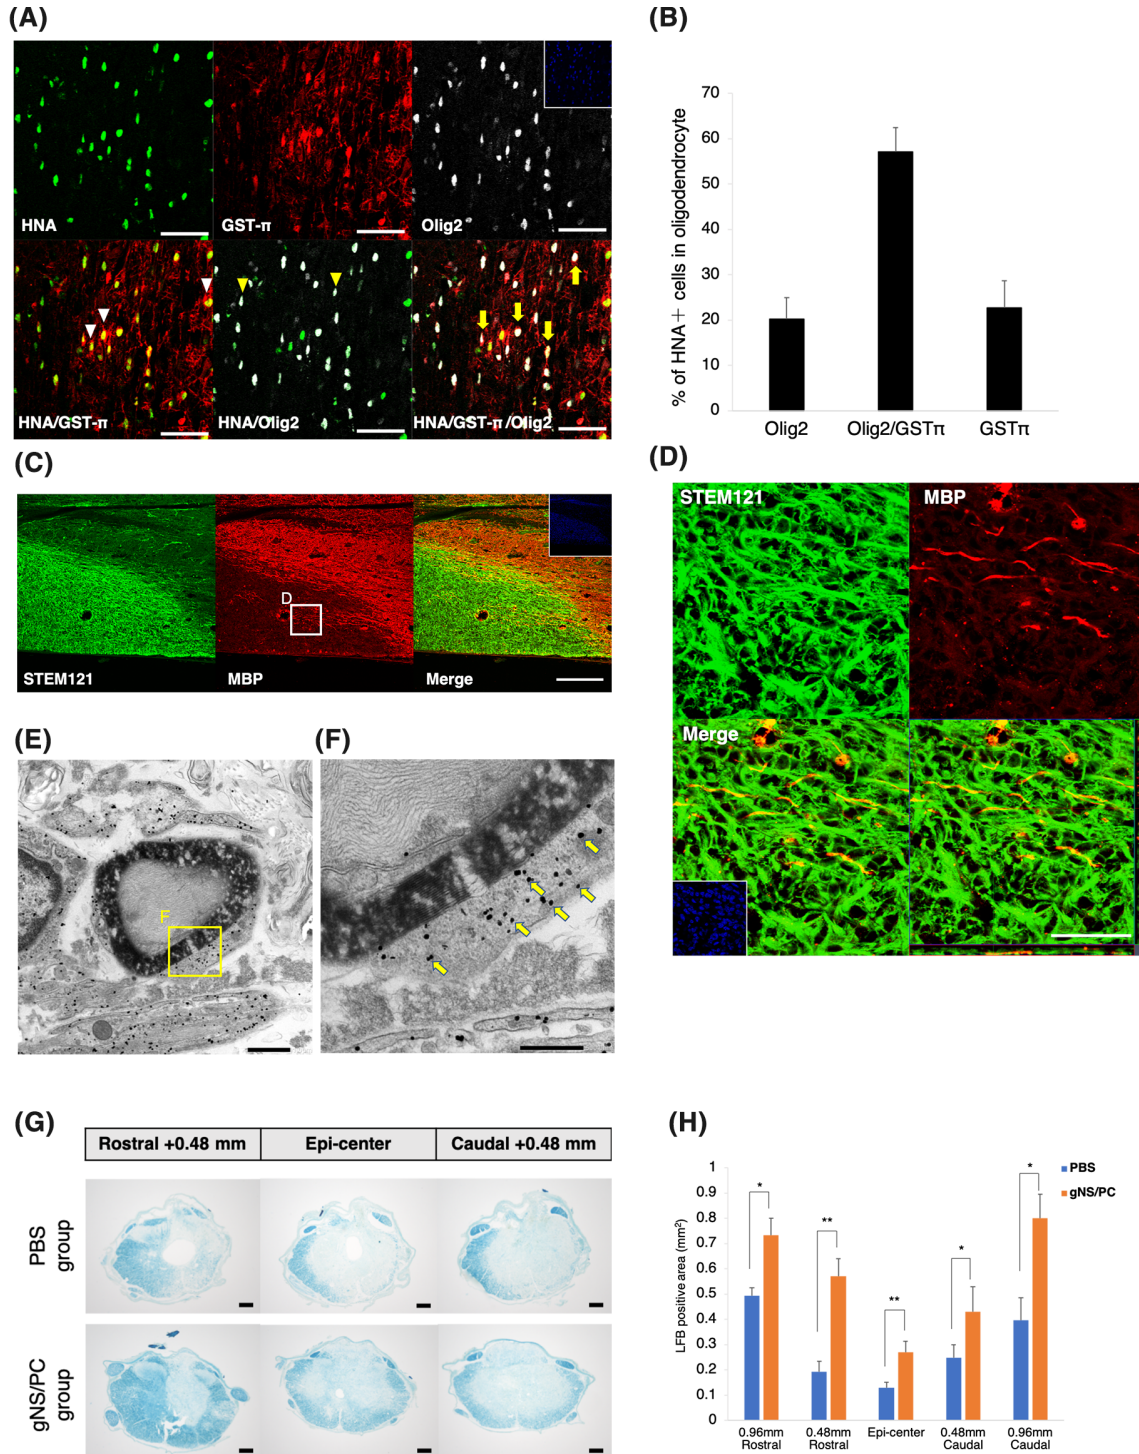 (A)
HNA
GST-π
Olig2
HNA/GST-π
HNA/Olig2
HNA/GST-π/Olig2
(B)
% of HNA+ cells in oligodendrocyte
70
60
50
40
30
20
10
0
Olig2
Olig2/GSTπ
GSTπ
(C)
D
STEM121
MBP
Merge
(D)
STEM121
MBP
Merge
(E)
F
(F)
(G)
Rostral +0.48 mm
Epi-center
Caudal +0.48 mm
PBS
group
gNS/PC
group
(H)
LFB positive area (mm²)
1
0.9
0.8
0.7
0.6
0.5
0.4
0.3
0.2
0.1
0
PBS
gNS/PC
*
**
**
*
*
0.96mm
Rostral
0.48mm
Rostral
Epi-center
0.48mm
Caudal
0.96mm
Caudal